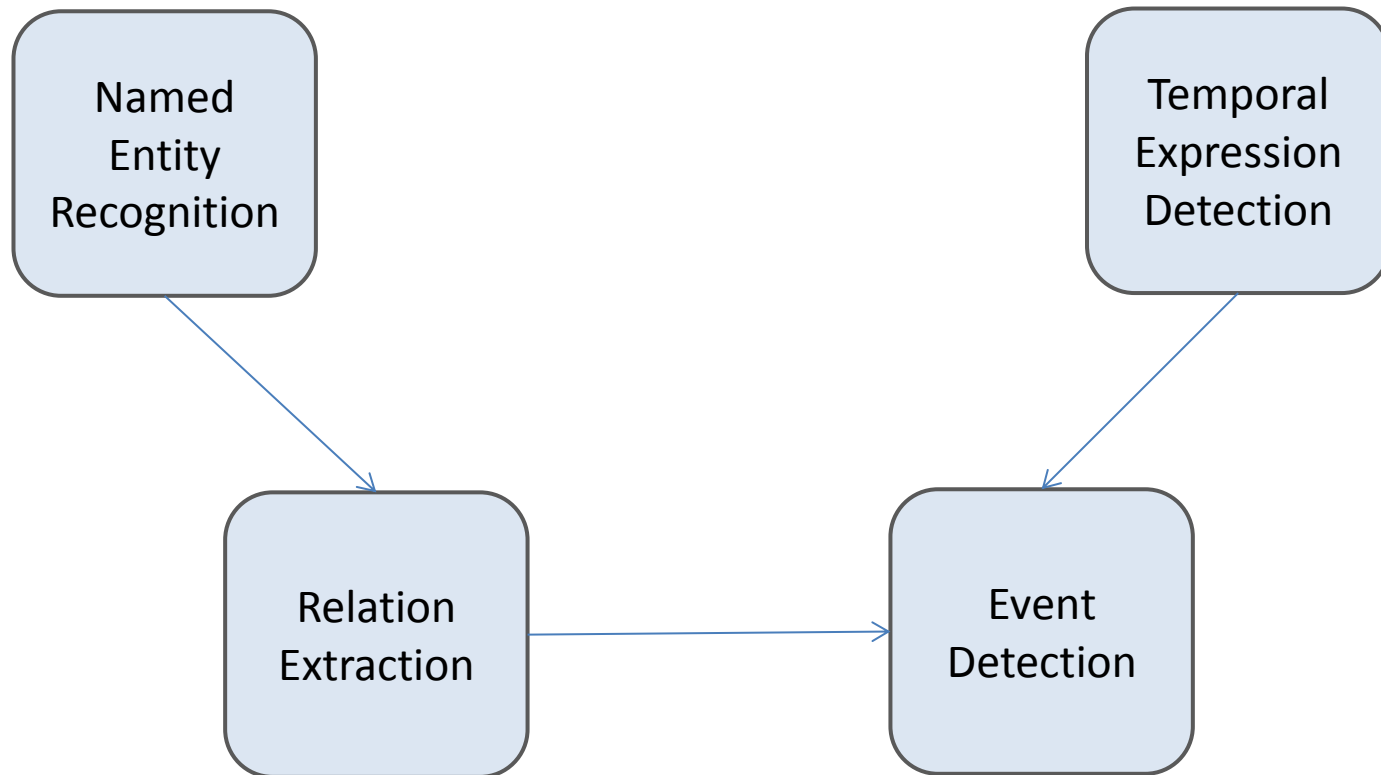 Named
Entity
Recognition
Temporal
Expression
Detection
Relation
Extraction
Event
Detection